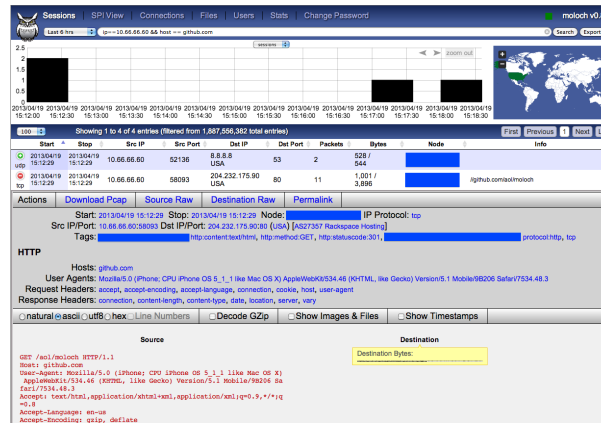 Sessions | SPI View | Connections | Files | Users | Stats | Change Password
moloch v0.
Last 6 hrs ip==10.66.66.60 && host == github.com Search Export
sessions
zoom out
2.5
2
1.5
1
0.5
0
2013/04/19 2013/04/19 2013/04/19 2013/04/19 2013/04/19 2013/04/19 2013/04/19 2013/04/19 2013/04/19 2013/04/19 2013/04/19 2013/04/19
15:12:00 15:12:30 15:13:00 15:13:30 15:14:00 15:14:30 15:15:00 15:15:30 15:16:00 15:16:30 15:17:00 15:17:30 15:18:00 15:18:30
100 Showing 1 to 4 of 4 entries (filtered from 1,887,556,382 total entries) First Previous 1 Next
Start Stop Src IP Src Port Dst IP Dst Port Packets Bytes Node Info
udp 2013/04/19 15:12:29 2013/04/19 15:12:29 10.66.66.60 52136 8.8.8.8 USA 53 2 528 / 544
tcp 2013/04/19 15:12:29 2013/04/19 15:12:29 10.66.66.60 58093 204.232.175.90 USA 80 11 1,001 / 3,896 //github.com/aol/moloch
Actions Download Pcap Source Raw Destination Raw Permalink
Start: 2013/04/19 15:12:29 Stop: 2013/04/19 15:12:29 Node: IP Protocol: tcp
Src IP/Port: 10.66.66.60:58093 Dst IP/Port: 204.232.175.90:80 (USA) [AS27357 Rackspace Hosting]
Tags: http:content:text/html, http:method:GET, http:statuscode:301, protocol:http, tcp
HTTP
Hosts: github.com
User Agents: Mozilla/5.0 (iPhone; CPU iPhone OS 5_1_1 like Mac OS X) AppleWebKit/534.46 (KHTML, like Gecko) Version/5.1 Mobile/9B206 Safari/7534.48.3
Request Headers: accept, accept-encoding, accept-language, connection, cookie, host, user-agent
Response Headers: connection, content-length, content-type, date, location, server, vary
natural ascii utf8 hex Line Numbers Decode GZip Show Images & Files Show Timestamps
Source
Destination
Destination Bytes:
GET /aol/moloch HTTP/1.1
Host: github.com
User-Agent: Mozilla/5.0 (iPhone; CPU iPhone OS 5_1_1 like Mac OS X)
AppleWebKit/534.46 (KHTML, like Gecko) Version/5.1 Mobile/9B206 Sa
fari/7534.48.3
Accept: text/html,application/xhtml+xml,application/xml;q=0.9,*/*;q
=0.8
Accept-Language: en-us
Accept-Encoding: gzip, deflate